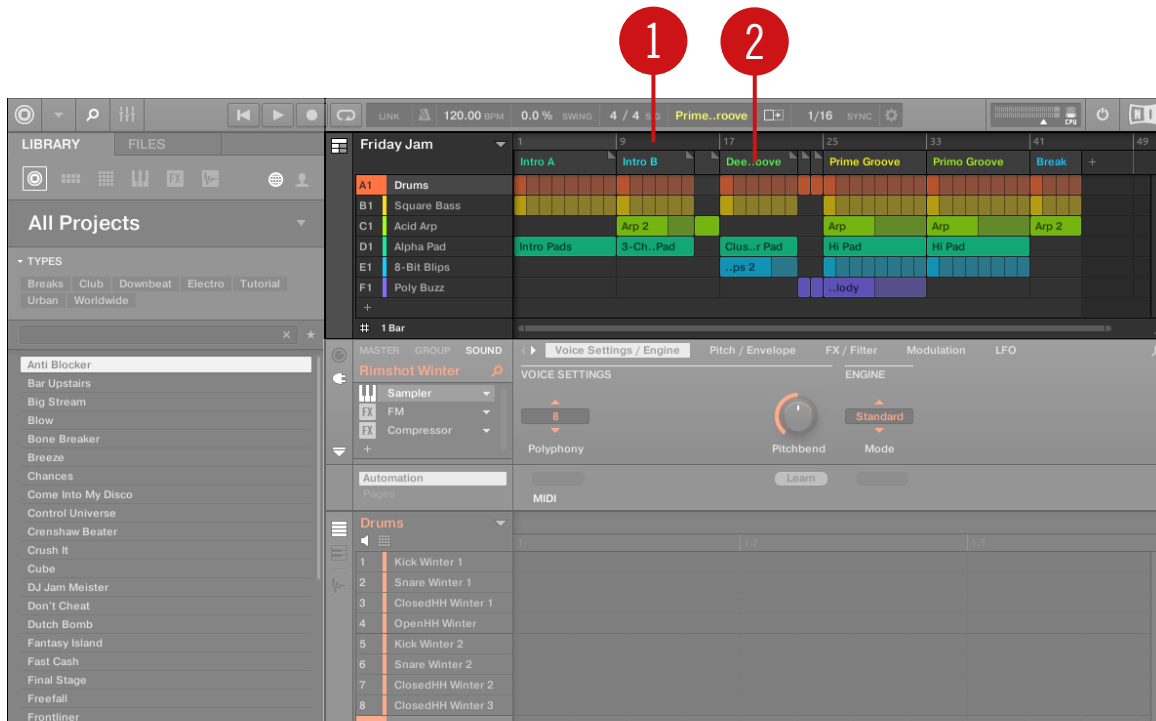 1 2
LINK 120.00 BPM 0.0 % SWING 4 / 4 SIG Prime..roove 1/16 SYNC CPU
LIBRARY FILES
Friday Jam 1 9 17 25 33 41 49
Intro A Intro B Dee..oove Prime Groove Primo Groove Break +
A1 Drums
B1 Square Bass
C1 Acid Arp Arp 2 Arp Arp Arp 2
D1 Alpha Pad Intro Pads 3-Ch..Pad Clus..r Pad Hi Pad Hi Pad
E1 8-Bit Blips ..ps 2
F1 Poly Buzz ..lody
+
1 Bar
All Projects
TYPES
Breaks Club Downbeat Electro Tutorial
Urban Worldwide
Anti Blocker
Bar Upstairs
Big Stream
Blow
Bone Breaker
Breeze
Chances
Come Into My Disco
Control Universe
Crenshaw Beater
Crush It
Cube
DJ Jam Meister
Don't Cheat
Dutch Bomb
Fantasy Island
Fast Cash
Final Stage
Freefall
Frontliner
MASTER GROUP SOUND Voice Settings / Engine Pitch / Envelope FX / Filter Modulation LFO
Rimshot Winter VOICE SETTINGS ENGINE
Sampler
FX FM 8 Standard
FX Compressor
+ Polyphony Pitchbend Mode
Automation Learn
Pages MIDI
Drums
1 1.2 1.3
1 Kick Winter 1
2 Snare Winter 1
3 ClosedHH Winter 1
4 OpenHH Winter
5 Kick Winter 2
6 Snare Winter 2
7 ClosedHH Winter 2
8 ClosedHH Winter 3